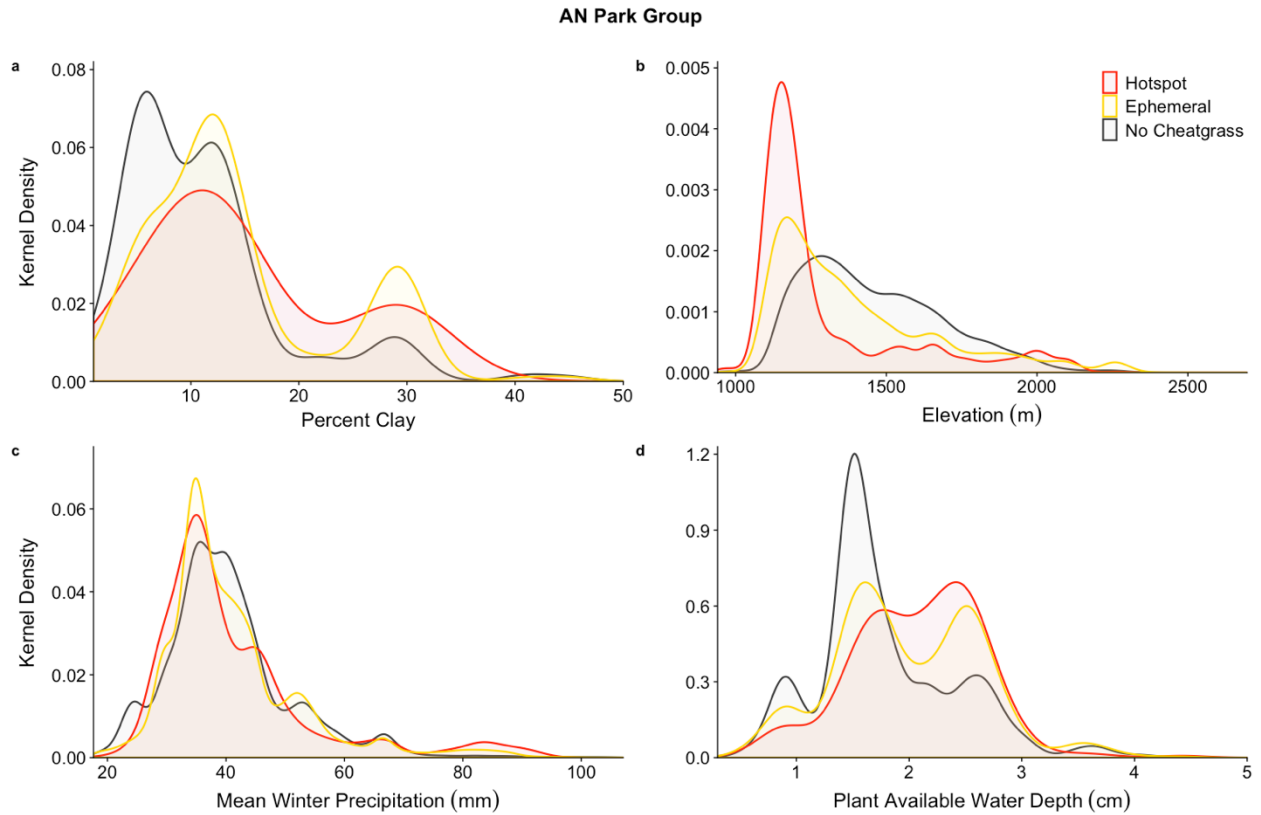 AN Park Group
a
Kernel Density
0.08
0.06
0.04
0.02
0.00
10 20 30 40 50
Percent Clay
b
0.005
0.004
0.003
0.002
0.001
0.000
1000 1500 2000 2500
Elevation (m)
Hotspot
Ephemeral
No Cheatgrass
c
Kernel Density
0.06
0.04
0.02
0.00
20 40 60 80 100
Mean Winter Precipitation (mm)
d
1.2
0.9
0.6
0.3
0.0
1 2 3 4 5
Plant Available Water Depth (cm)